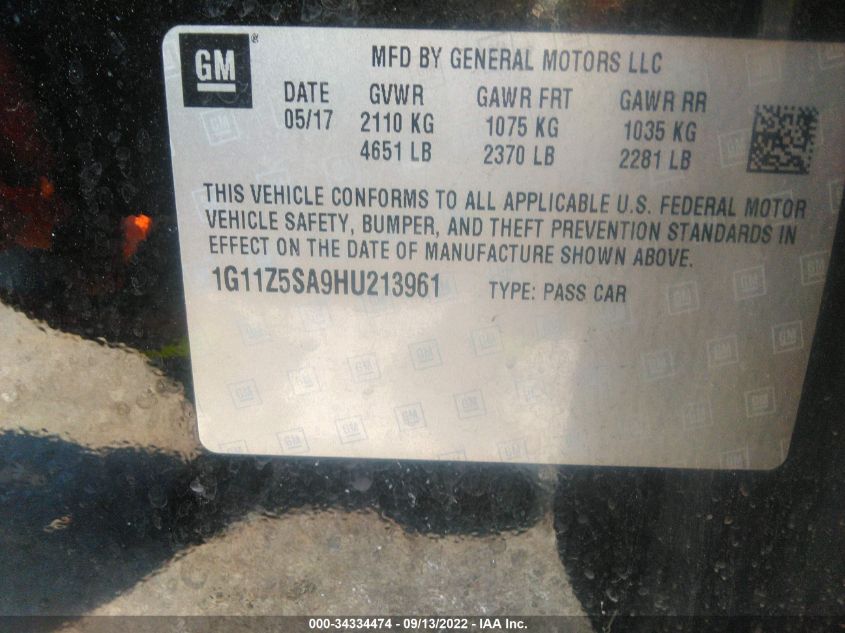 GM ® MFD BY GENERAL MOTORS LLC
DATE GVWR GAWR FRT GAWR RR
05/17 2110 KG 1075 KG 1035 KG
4651 LB 2370 LB 2281 LB
THIS VEHICLE CONFORMS TO ALL APPLICABLE U.S. FEDERAL MOTOR
VEHICLE SAFETY, BUMPER, AND THEFT PREVENTION STANDARDS IN
EFFECT ON THE DATE OF MANUFACTURE SHOWN ABOVE.
1G11Z5SA9HU213961 TYPE: PASS CAR
000-34334474 - 09/13/2022 - IAA Inc.